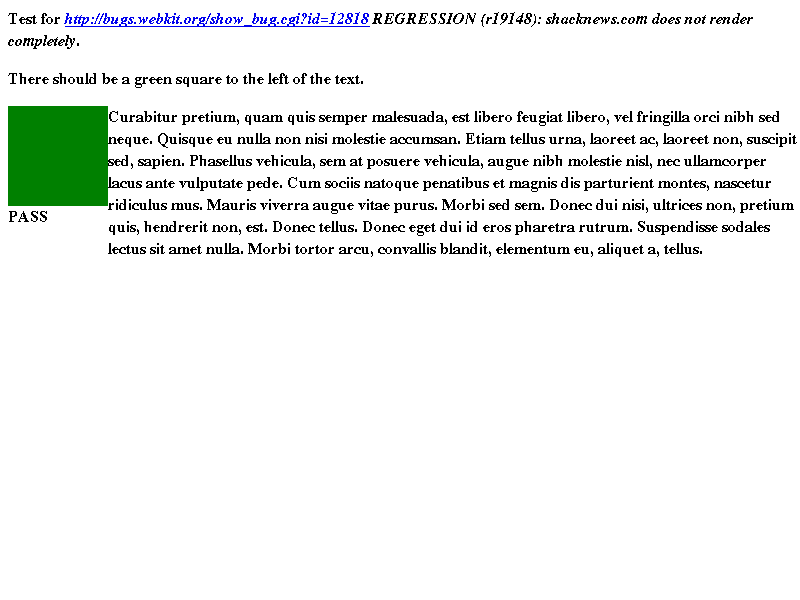 Test for http://bugs.webkit.org/show_bug.cgi?id=12818 REGRESSION (r19148): shacknews.com does not render
completely.
There should be a green square to the left of the text.
Curabitur pretium, quam quis semper malesuada, est libero feugiat libero, vel fringilla orci nibh sed
neque. Quisque eu nulla non nisi molestie accumsan. Etiam tellus urna, laoreet ac, laoreet non, suscipit
sed, sapien. Phasellus vehicula, sem at posuere vehicula, augue nibh molestie nisl, nec ullamcorper
lacus ante vulputate pede. Cum sociis natoque penatibus et magnis dis parturient montes, nascetur
ridiculus mus. Mauris viverra augue vitae purus. Morbi sed sem. Donec dui nisi, ultrices non, pretium
quis, hendrerit non, est. Donec tellus. Donec eget dui id eros pharetra rutrum. Suspendisse sodales
lectus sit amet nulla. Morbi tortor arcu, convallis blandit, elementum eu, aliquet a, tellus.
PASS